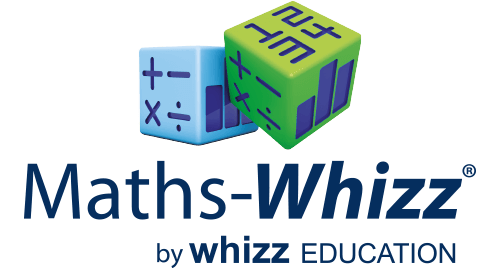 + −
× ÷
+ −
× ÷
Maths-Whizz®
by whizz EDUCATION